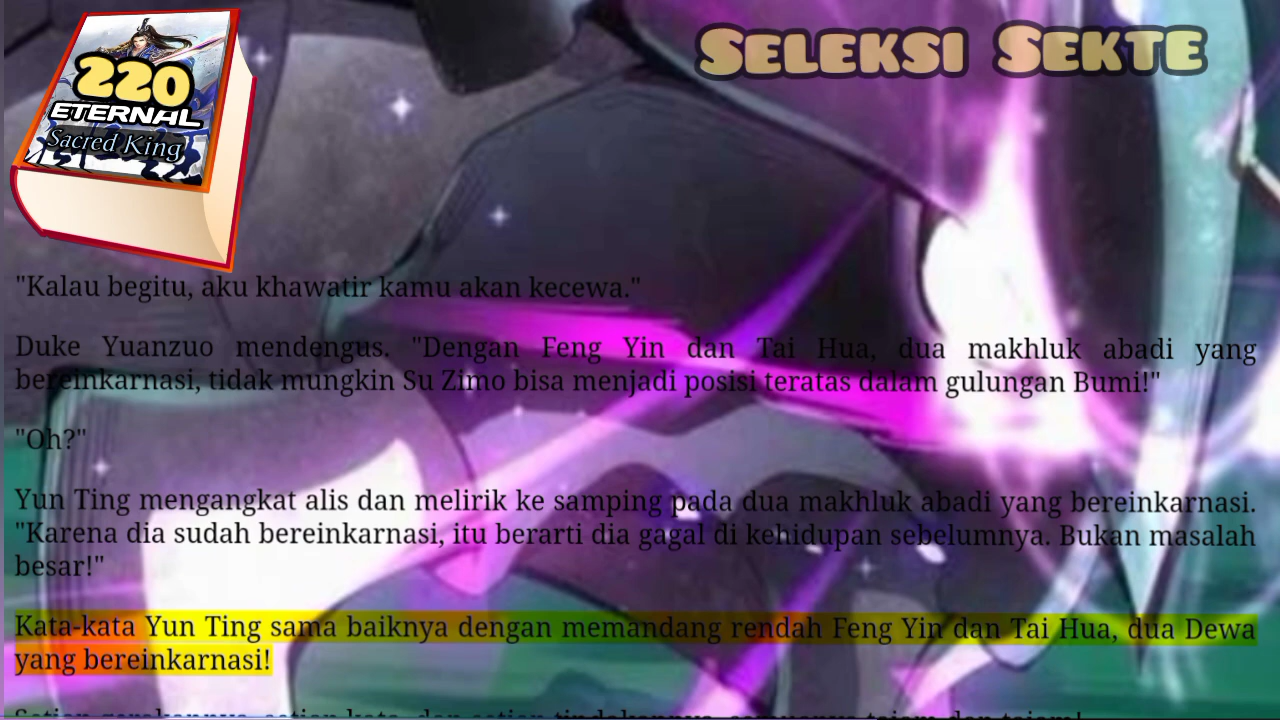 220
ETERNAL
Sacred King
SELEKSI SEKTE
"Kalau begitu, aku khawatir kamu akan kecewa."
Duke Yuanzuo mendengus. "Dengan Feng Yin dan Tai Hua, dua makhluk abadi yang
bereinkarnasi, tidak mungkin Su Zimo bisa menjadi posisi teratas dalam gulungan Bumi!"
"Oh?"
Yun Ting mengangkat alis dan melirik ke samping pada dua makhluk abadi yang bereinkarnasi.
"Karena dia sudah bereinkarnasi, itu berarti dia gagal di kehidupan sebelumnya. Bukan masalah
besar!"
Kata-kata Yun Ting sama baiknya dengan memandang rendah Feng Yin dan Tai Hua, dua Dewa
yang bereinkarnasi!